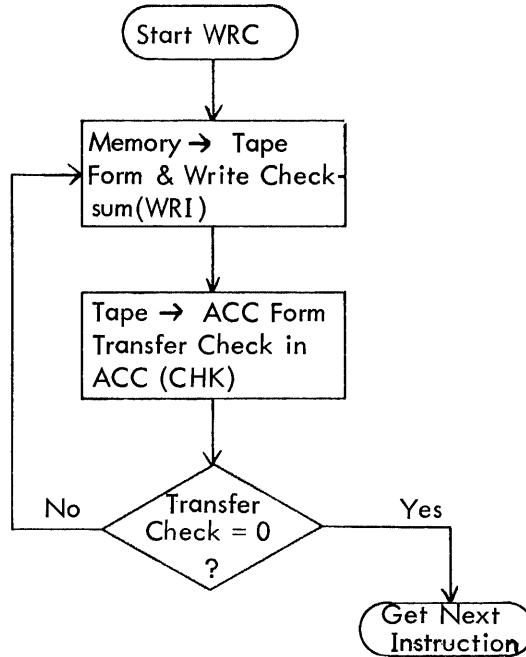 Start WRC
Memory → Tape
Form & Write Check-
sum(WRI)
Tape → ACC Form
Transfer Check in
ACC (CHK)
No
Transfer
Check = 0
?
Yes
Get Next
Instruction